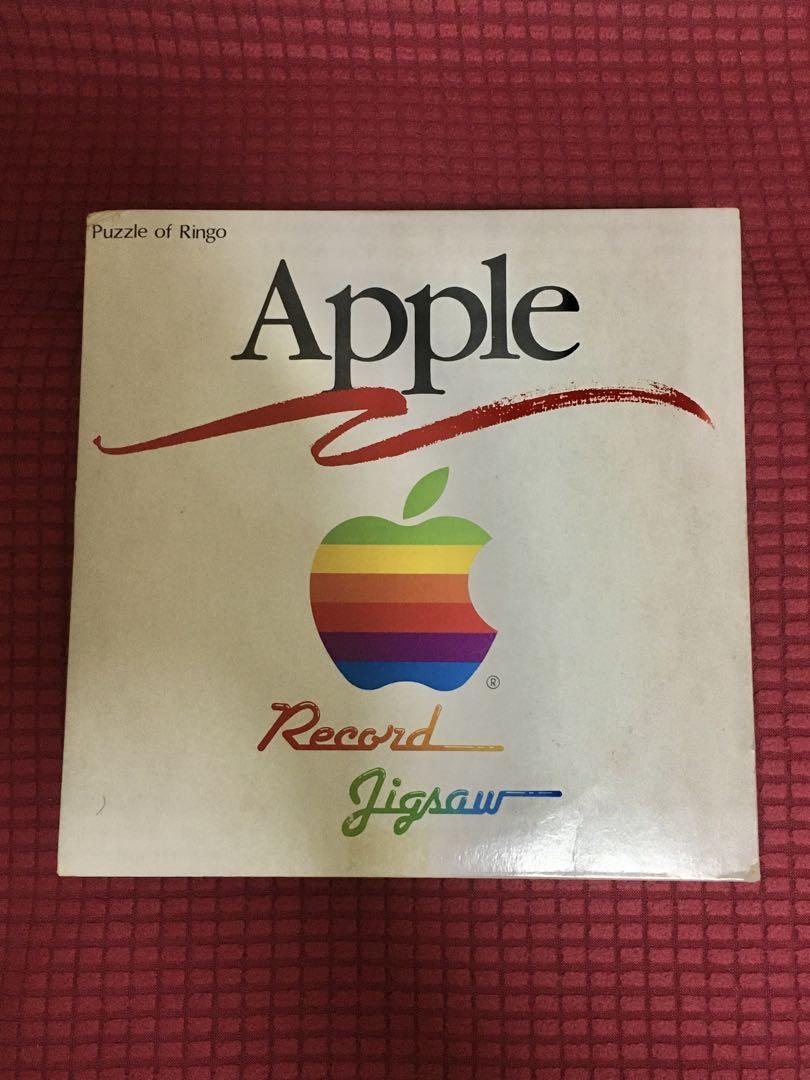 Puzzle of Ringo
Apple
®
Record
Jigsaw